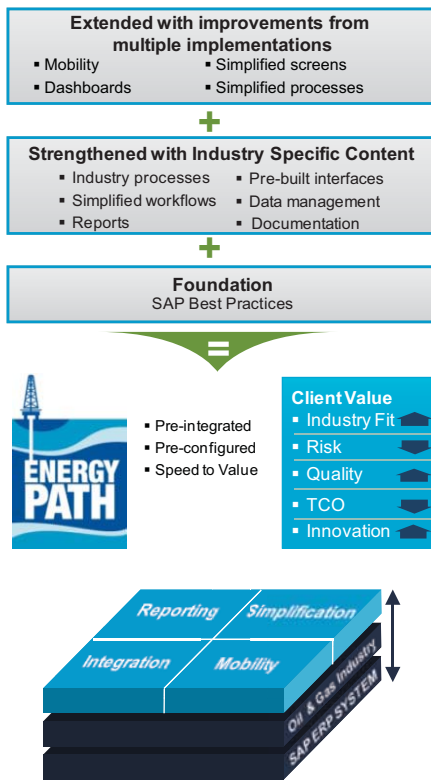 Extended with improvements from
multiple implementations
▪ Mobility
▪ Simplified screens
▪ Dashboards
▪ Simplified processes
+
Strengthened with Industry Specific Content
▪ Industry processes
▪ Pre-built interfaces
▪ Simplified workflows
▪ Data management
▪ Reports
▪ Documentation
+
Foundation
SAP Best Practices
=
ENERGY
PATH
▪ Pre-integrated
▪ Pre-configured
▪ Speed to Value
Client Value
▪ Industry Fit
▪ Risk
▪ Quality
▪ TCO
▪ Innovation
Reporting
Simplification
Integration
Mobility
Oil & Gas Industry
SAP ERP SYSTEM